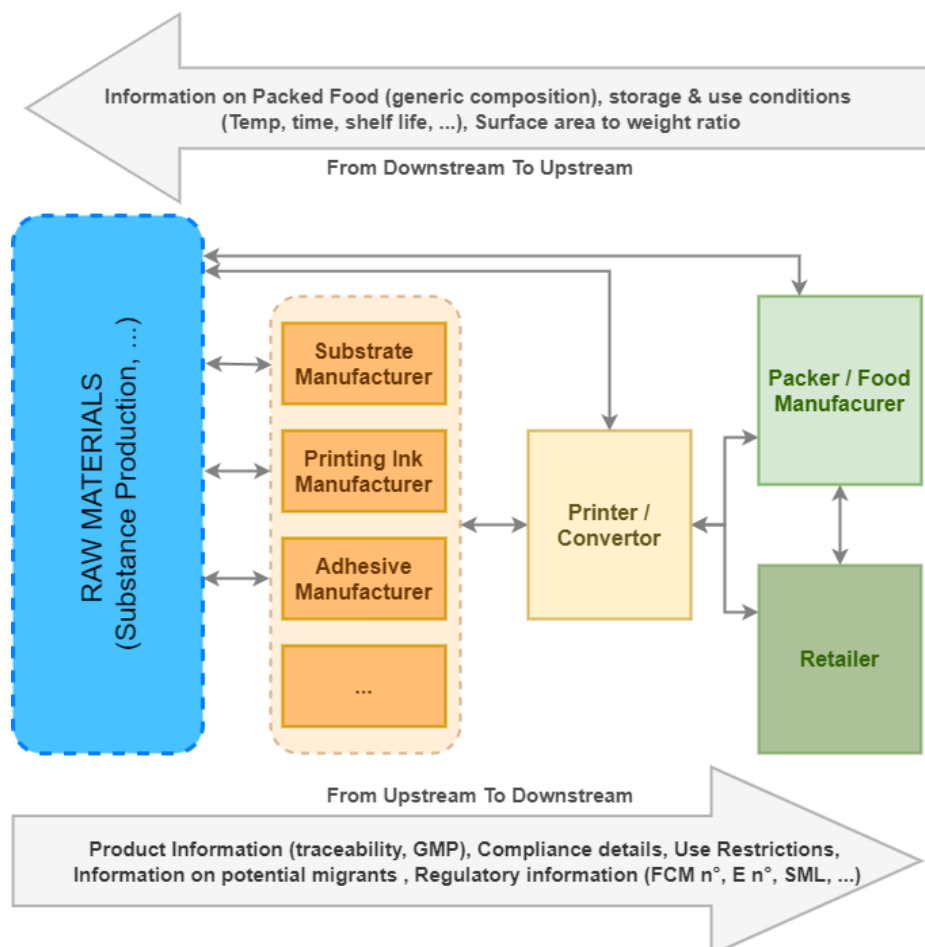 Information on Packed Food (generic composition), storage & use conditions
(Temp, time, shelf life, ...), Surface area to weight ratio
From Downstream To Upstream
RAW MATERIALS
(Substance Production, ...)
Substrate
Manufacturer
Printing Ink
Manufacturer
Adhesive
Manufacturer
...
Printer /
Convertor
Packer / Food
Manufacurer
Retailer
From Upstream To Downstream
Product Information (traceability, GMP), Compliance details, Use Restrictions,
Information on potential migrants , Regulatory information (FCM n°, E n°, SML, ...)